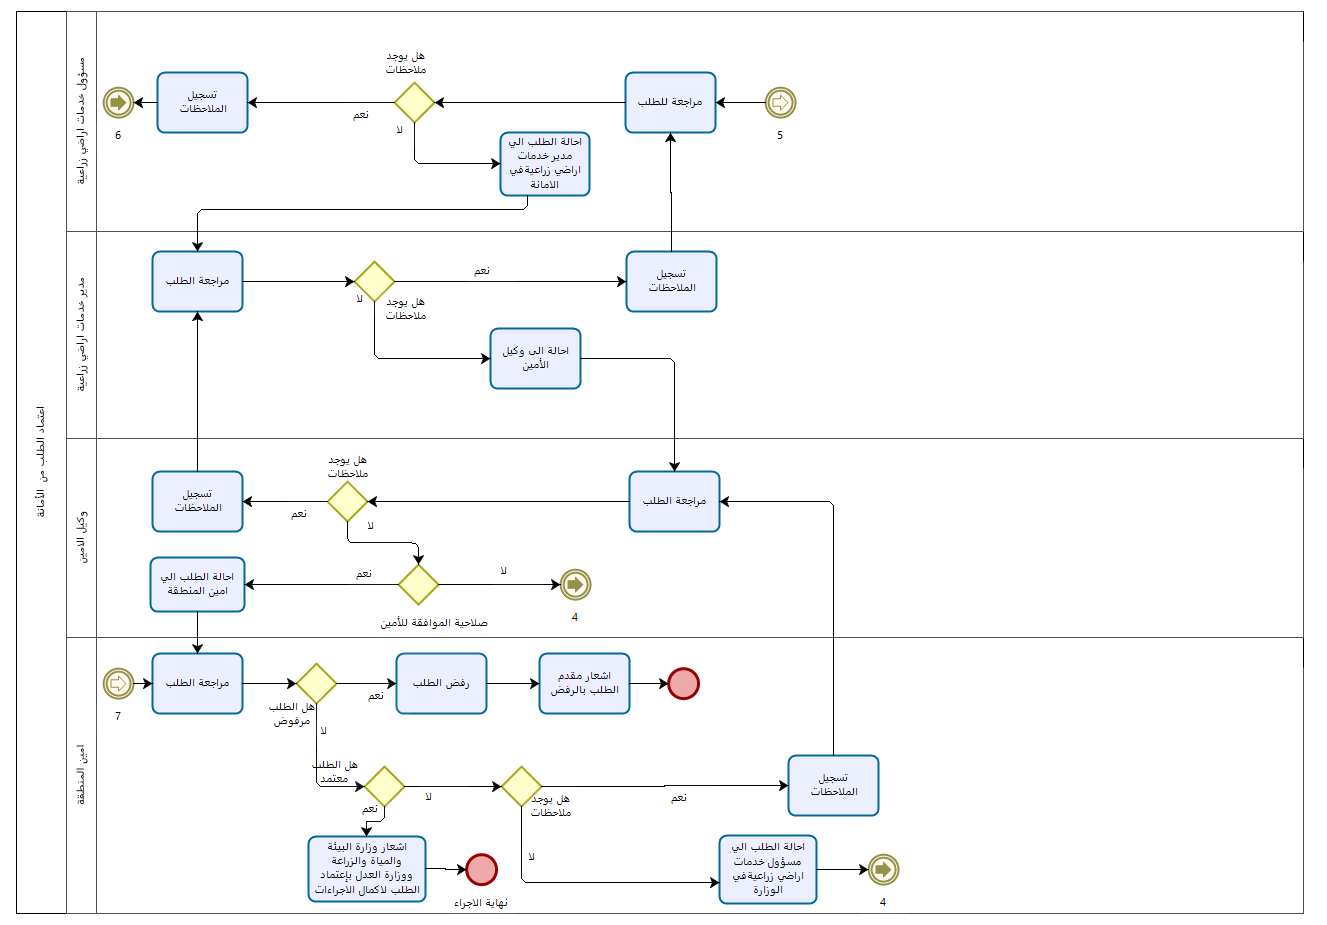 اعتماد الطلب من الأمانة
مسؤول خدمات اراضي زراعية
5
مراجعة للطلب
هل يوجد
ملاحظات
نعم
لا
تسجيل
الملاحظات
6
احالة الطلب الي
مدير خدمات
اراضي زراعيةفي
الامانة
مدير خدمات اراضي زراعية
مراجعة الطلب
هل يوجد
ملاحظات
نعم
لا
تسجيل
الملاحظات
احالة الى وكيل
الأمين
وكيل الامين
مراجعة الطلب
هل يوجد
ملاحظات
نعم
لا
تسجيل
الملاحظات
صلاحية الموافقة للأمين
نعم
لا
4
احالة الطلب الي
امين المنطقة
امين المنطقة
7
مراجعة الطلب
هل الطلب
مرفوض
نعم
لا
رفض الطلب
اشعار مقدم
الطلب بالرفض
هل الطلب
معتمد
نعم
لا
هل يوجد
ملاحظات
نعم
لا
تسجيل
الملاحظات
اشعار وزارة البيئة
والمياة والزراعة
ووزارة العدل بإعتماد
الطلب لاكمال الاجراءات
نهاية الاجراء
احالة الطلب الي
مسؤول خدمات
اراضي زراعيةفي
الوزارة
4